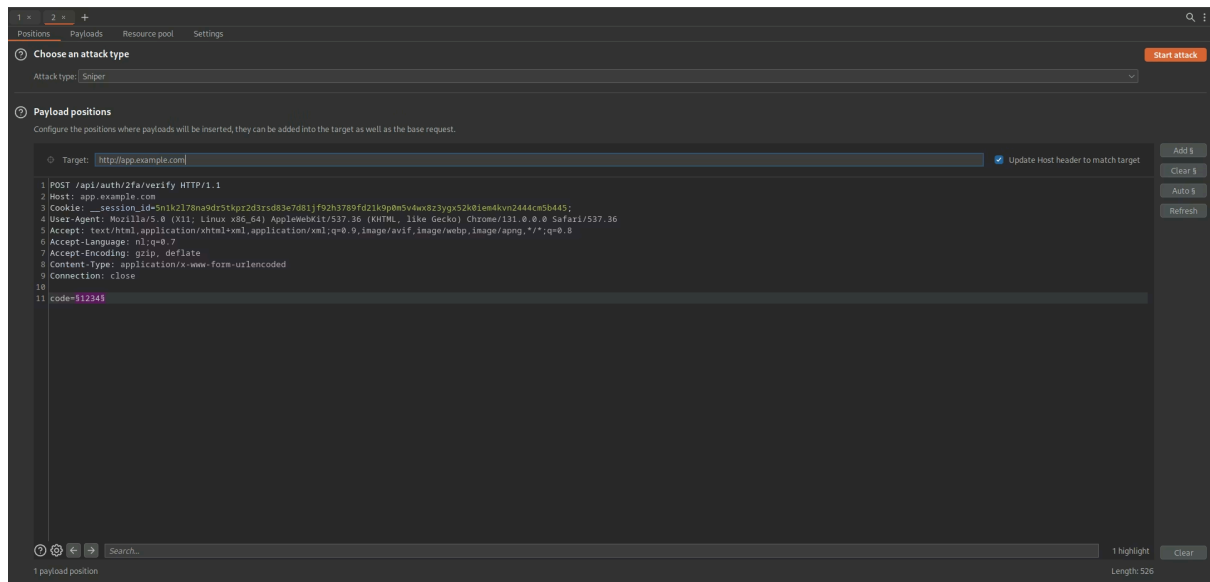 1 × 2 × +
Positions Payloads Resource pool Settings
Choose an attack type
Start attack
Attack type: Sniper
Payload positions
Configure the positions where payloads will be inserted, they can be added into the target as well as the base request.
Target: http://app.example.com
Update Host header to match target
Add §
Clear §
Auto §
Refresh
1 POST /api/auth/2fa/verify HTTP/1.1
2 Host: app.example.com
3 Cookie: __session_id=5n1k2l78na9dr5tkpr2d3rsd83e7d81jf92h3789fd21k9p0m5v4wx8z3ygx52k0iem4kvn2444cm5b445;
4 User-Agent: Mozilla/5.0 (X11; Linux x86_64) AppleWebKit/537.36 (KHTML, like Gecko) Chrome/131.0.0.0 Safari/537.36
5 Accept: text/html,application/xhtml+xml,application/xml;q=0.9,image/avif,image/webp,image/apng,*/*;q=0.8
6 Accept-Language: nl;q=0.7
7 Accept-Encoding: gzip, deflate
8 Content-Type: application/x-www-form-urlencoded
9 Connection: close
10
11 code=§1234§
Search...
1 highlight
Clear
1 payload position
Length: 526